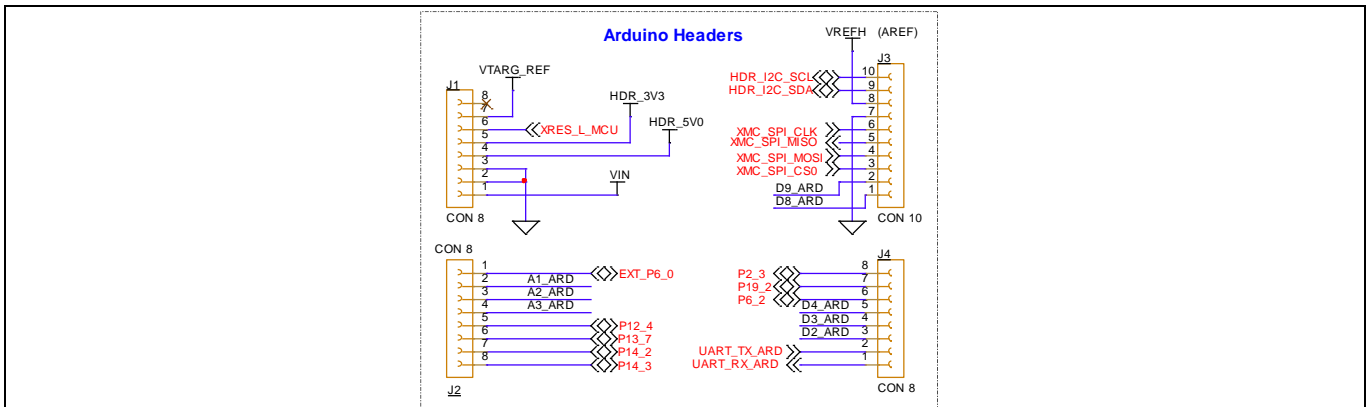 Arduino Headers
VREFH (AREF)
J1
VTARG_REF
HDR_3V3
HDR_5V0
VIN
8
7
6 XRES_L_MCU
5
4
3
2
1
CON 8
J3
HDR_I2C_SCL 10
HDR_I2C_SDA 9
8
7
XMC_SPI_CLK 6
XMC_SPI_MISO 5
XMC_SPI_MOSI 4
XMC_SPI_CS0 3
D9_ARD 2
D8_ARD 1
CON 10
CON 8
1 EXT_P6_0
2 A1_ARD
3 A2_ARD
4 A3_ARD
5 P12_4
6 P13_7
7 P14_2
8 P14_3
J2
J4
P2_3 8
P19_2 7
P6_2 6
D4_ARD 5
D3_ARD 4
D2_ARD 3
UART_TX_ARD 2
UART_RX_ARD 1
CON 8